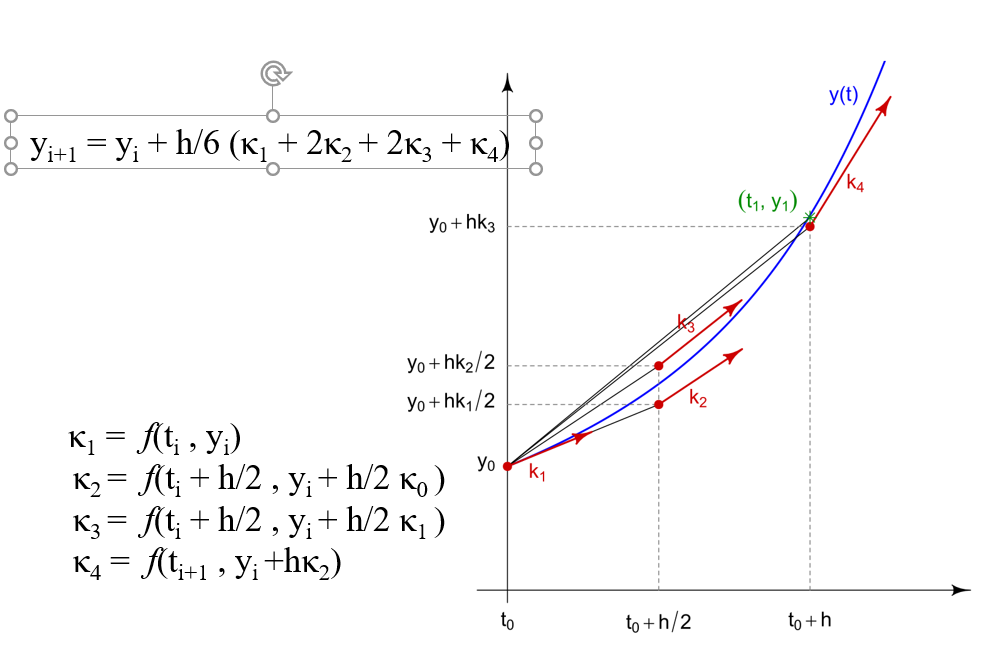 yᵢ₊₁ = yᵢ + h/6 (κ₁ + 2κ₂ + 2κ₃ + κ₄)
y(t)
k₄
(t₁, y₁)
y₀+hk₃
k₃
y₀+hk₂/2
y₀+hk₁/2
k₂
y₀
k₁
κ₁ = f(tᵢ , yᵢ)
κ₂ = f(tᵢ + h/2 , yᵢ + h/2 κ₀ )
κ₃ = f(tᵢ + h/2 , yᵢ + h/2 κ₁ )
κ₄ = f(tᵢ₊₁ , yᵢ +hκ₂)
t₀
t₀+h/2
t₀+h